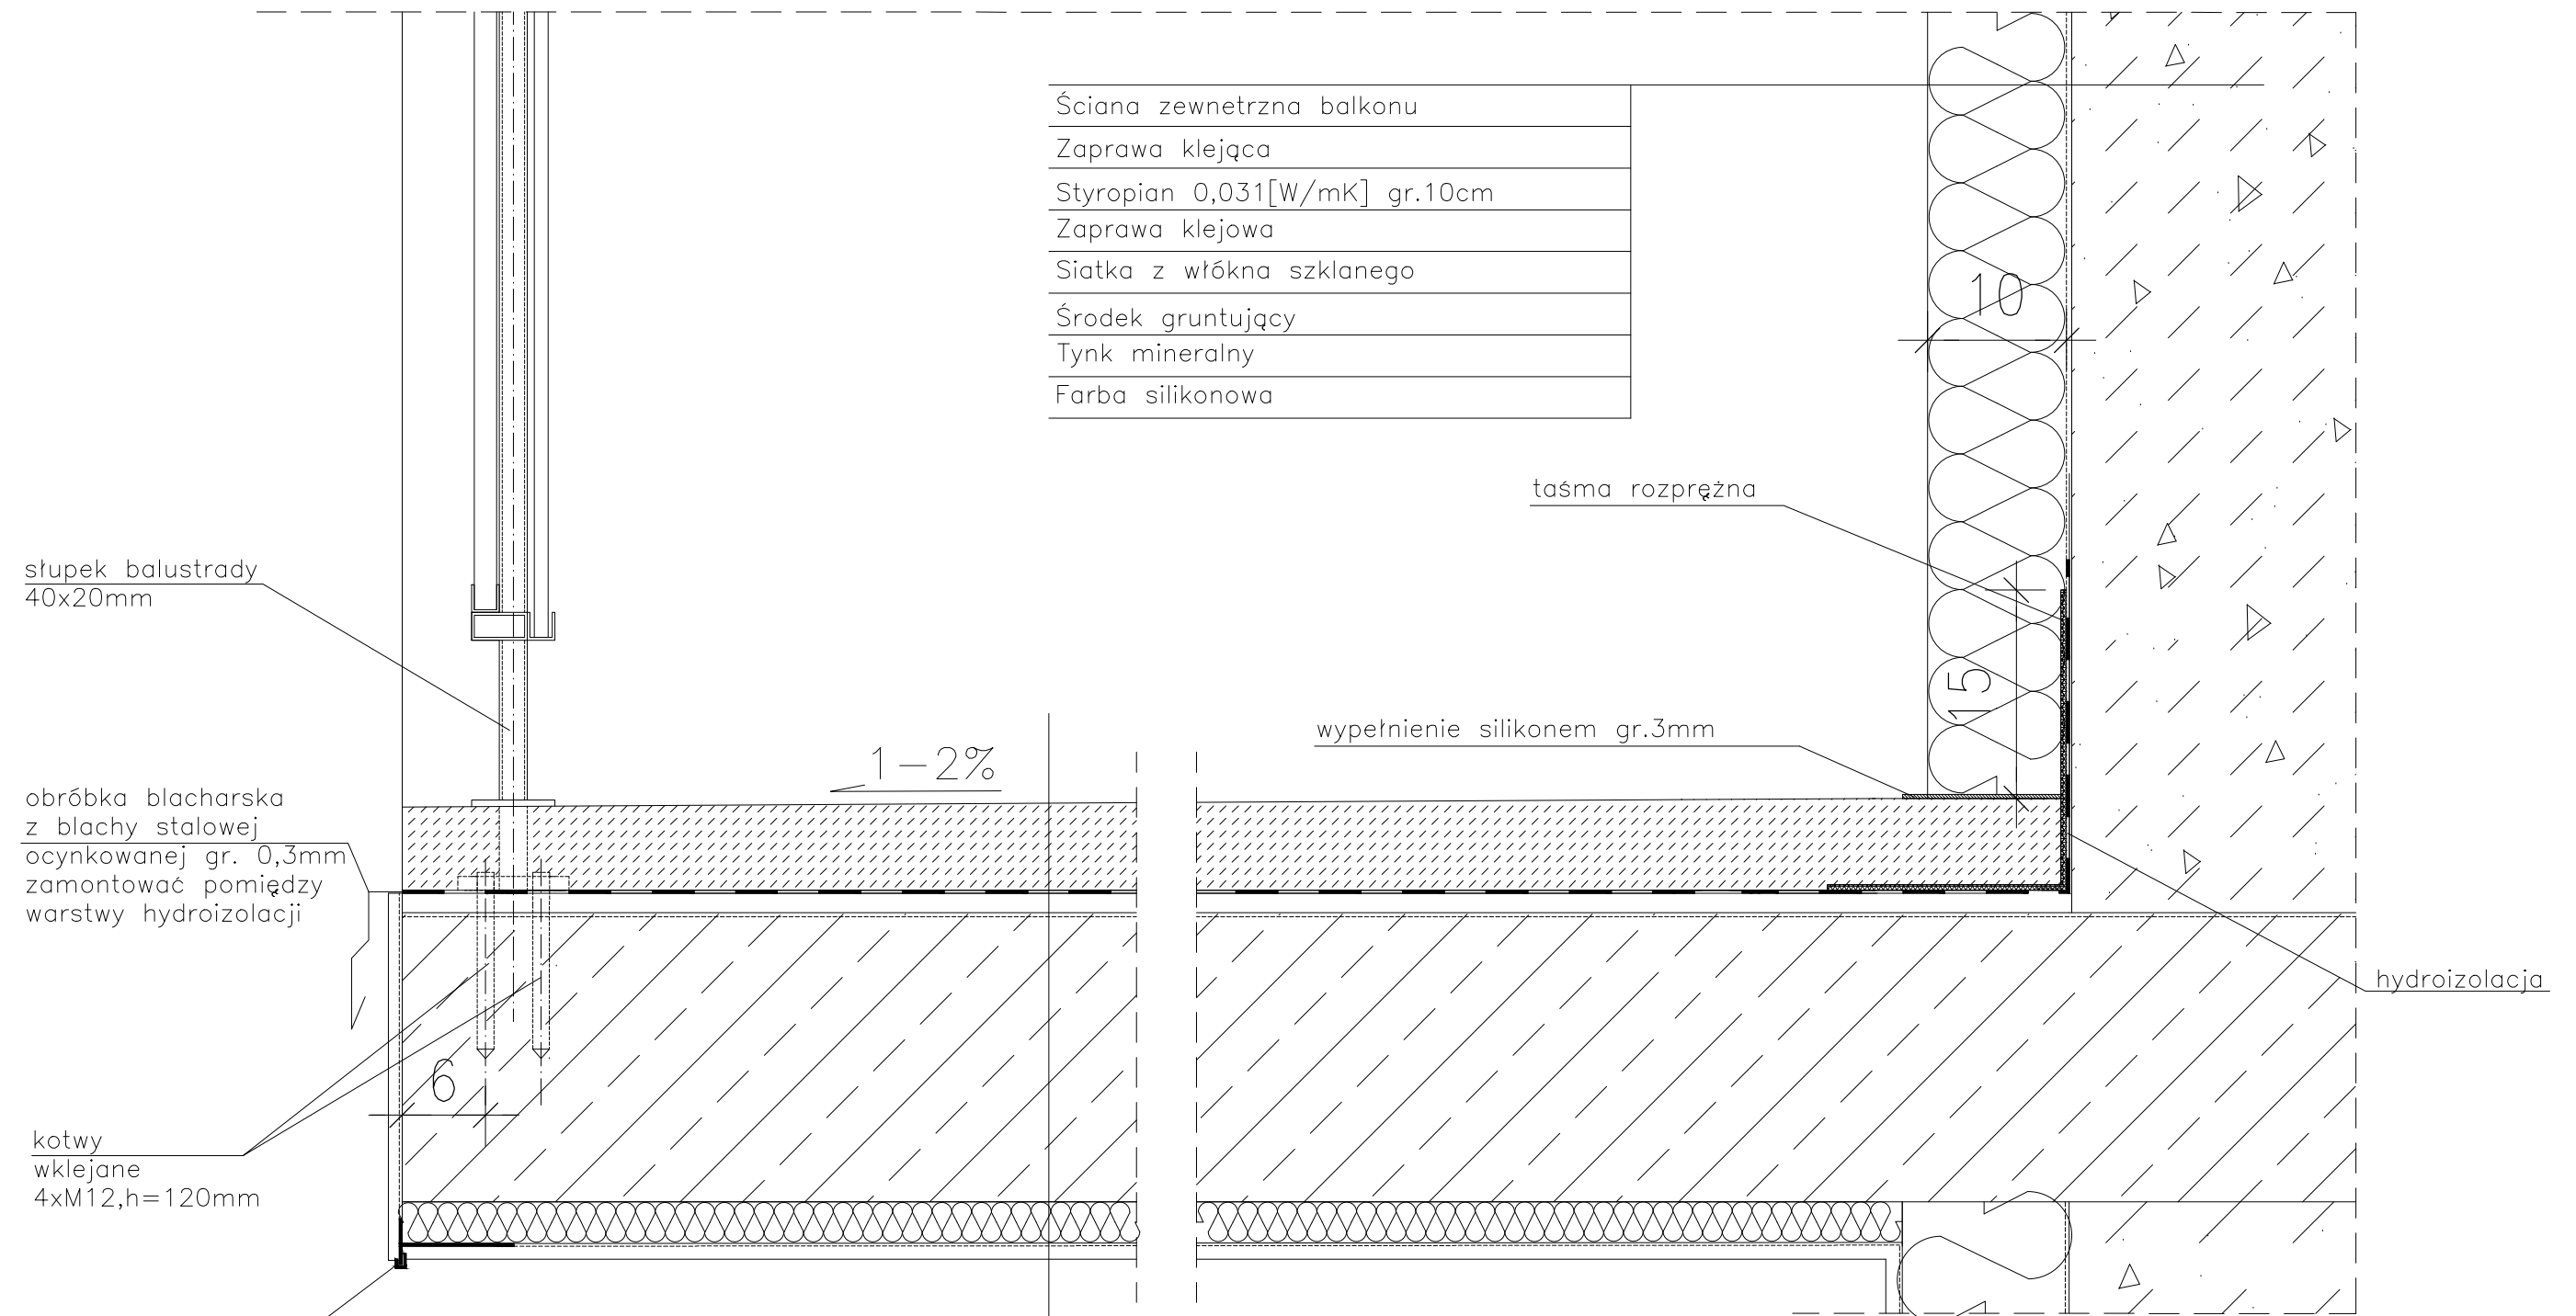 Ściana zewnetrzna balkonu
Zaprawa klejąca
Styropian 0,031[W/mK] gr.10cm
Zaprawa klejowa
Siatka z włókna szklanego
Środek gruntujący
Tynk mineralny
Farba silikonowa
10
taśma rozprężna
słupek balustrady
40x20mm
15
wypełnienie silikonem gr.3mm
1-2%
obróbka blacharska
z blachy stalowej
ocynkowanej gr. 0,3mm
zamontować pomiędzy
warstwy hydroizolacji
hydroizolacja
6
kotwy
wklejane
4xM12,h=120mm